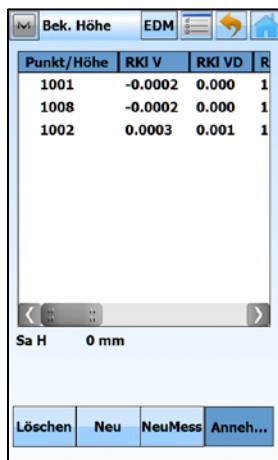 M Bek. Höhe EDM
Punkt/Höhe RKl V RKl VD R
1001 -0.0002 0.000 1
1008 -0.0002 0.000 1
1002 0.0003 0.001 1
Sa H 0 mm
Löschen Neu NeuMess Anneh...